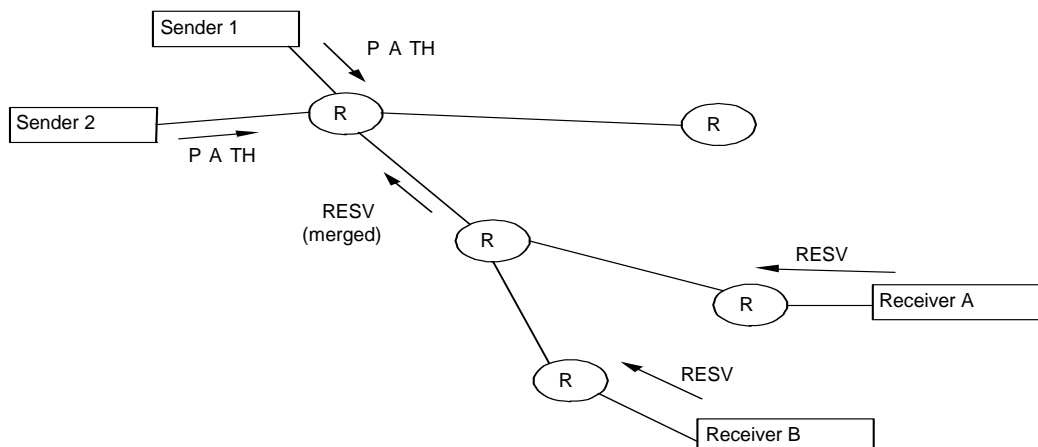 Sender 1
P A TH
Sender 2
R
R
P A TH
RESV
(merged)
R
RESV
R
Receiver A
R
RESV
Receiver B